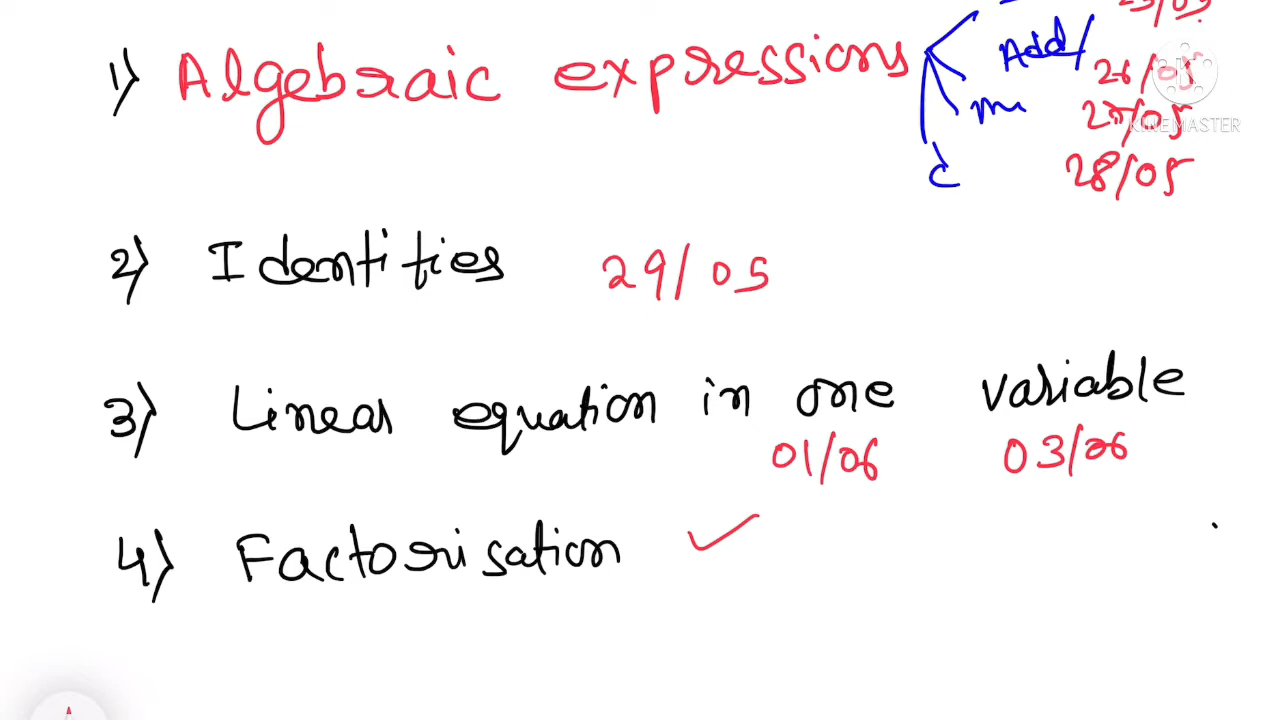 Add/
1) Algebraic expressions
26/05
m
27/05
KINEMASTER
d
28/05
2) Identities 29/05
3) Linear equation in one variable
01/06 03/06
4) Factorisation ✓